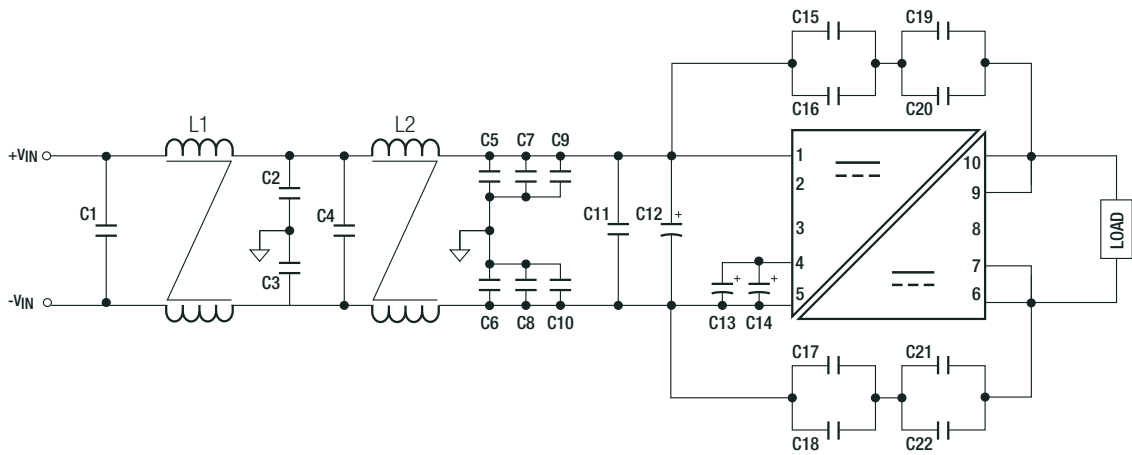 C15 C19
C16 C20
L1 L2
C5 C7 C9
+VIN
1 10
C2
2 9
C1 C4 C11 C12 +
3 8
LOAD
C3
4 7
+ +
-VIN
5 6
C6 C8 C10 C13 C14
C17 C21
C18 C22